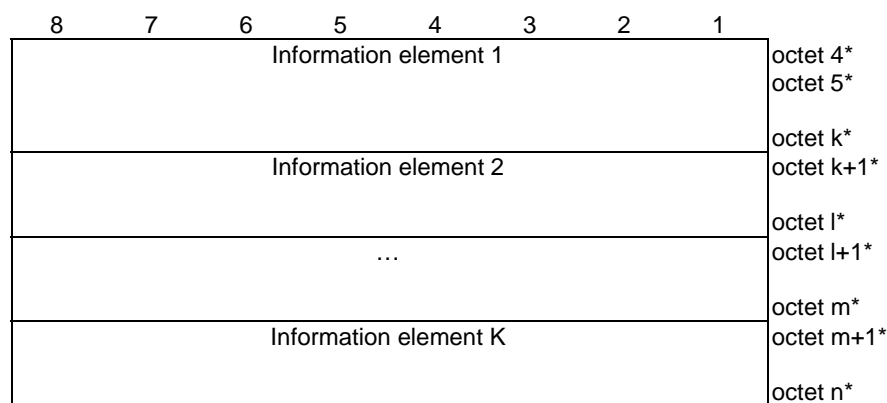 8 7 6 5 4 3 2 1
Information element 1 octet 4*
octet 5*
octet k*
Information element 2 octet k+1*
octet l*
… octet l+1*
octet m*
Information element K octet m+1*
octet n*